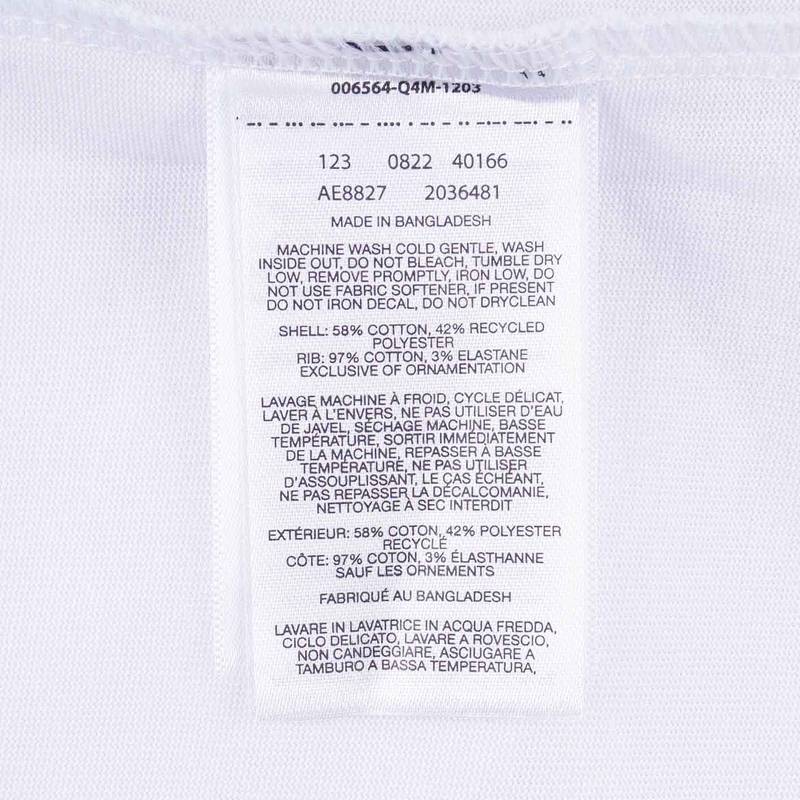 006564-Q4M-1203
123 0822 40166
AE8827 2036481
MADE IN BANGLADESH
MACHINE WASH COLD GENTLE, WASH
INSIDE OUT, DO NOT BLEACH, TUMBLE DRY
LOW, REMOVE PROMPTLY, IRON LOW, DO
NOT USE FABRIC SOFTENER, IF PRESENT
DO NOT IRON DECAL, DO NOT DRYCLEAN
SHELL: 58% COTTON, 42% RECYCLED
POLYESTER
RIB: 97% COTTON, 3% ELASTANE
EXCLUSIVE OF ORNAMENTATION
LAVAGE MACHINE À FROID, CYCLE DÉLICAT,
LAVER À L'ENVERS, NE PAS UTILISER D'EAU
DE JAVEL, SÉCHAGE MACHINE, BASSE
TEMPÉRATURE, SORTIR IMMÉDIATEMENT
DE LA MACHINE, REPASSER À BASSE
TEMPÉRATURE, NE PAS UTILISER
D'ASSOUPLISSANT, LE CAS ÉCHÉANT,
NE PAS REPASSER LA DÉCALCOMANIE,
NETTOYAGE À SEC INTERDIT
EXTÉRIEUR: 58% COTON, 42% POLYESTER
RECYCLÉ
CÔTE: 97% COTON, 3% ÉLASTHANNE
SAUF LES ORNEMENTS
FABRIQUÉ AU BANGLADESH
LAVARE IN LAVATRICE IN ACQUA FREDDA,
CICLO DELICATO, LAVARE A ROVESCIO,
NON CANDEGGIARE, ASCIUGARE A
TAMBURO A BASSA TEMPERATURA,